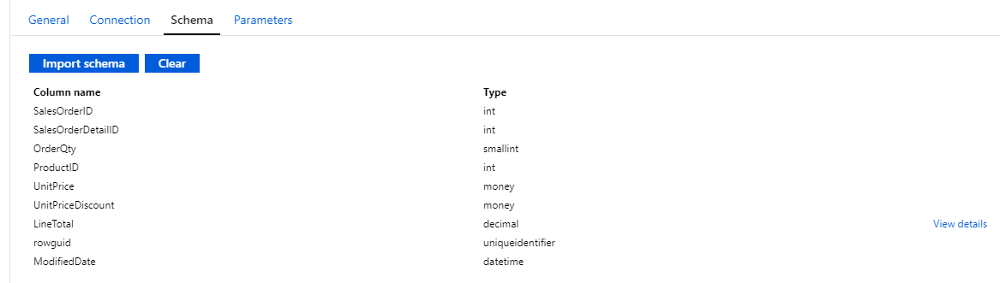 General Connection Schema Parameters
Import schema Clear
Column name Type
SalesOrderID int
SalesOrderDetailID int
OrderQty smallint
ProductID int
UnitPrice money
UnitPriceDiscount money
LineTotal decimal View details
rowguid uniqueidentifier
ModifiedDate datetime